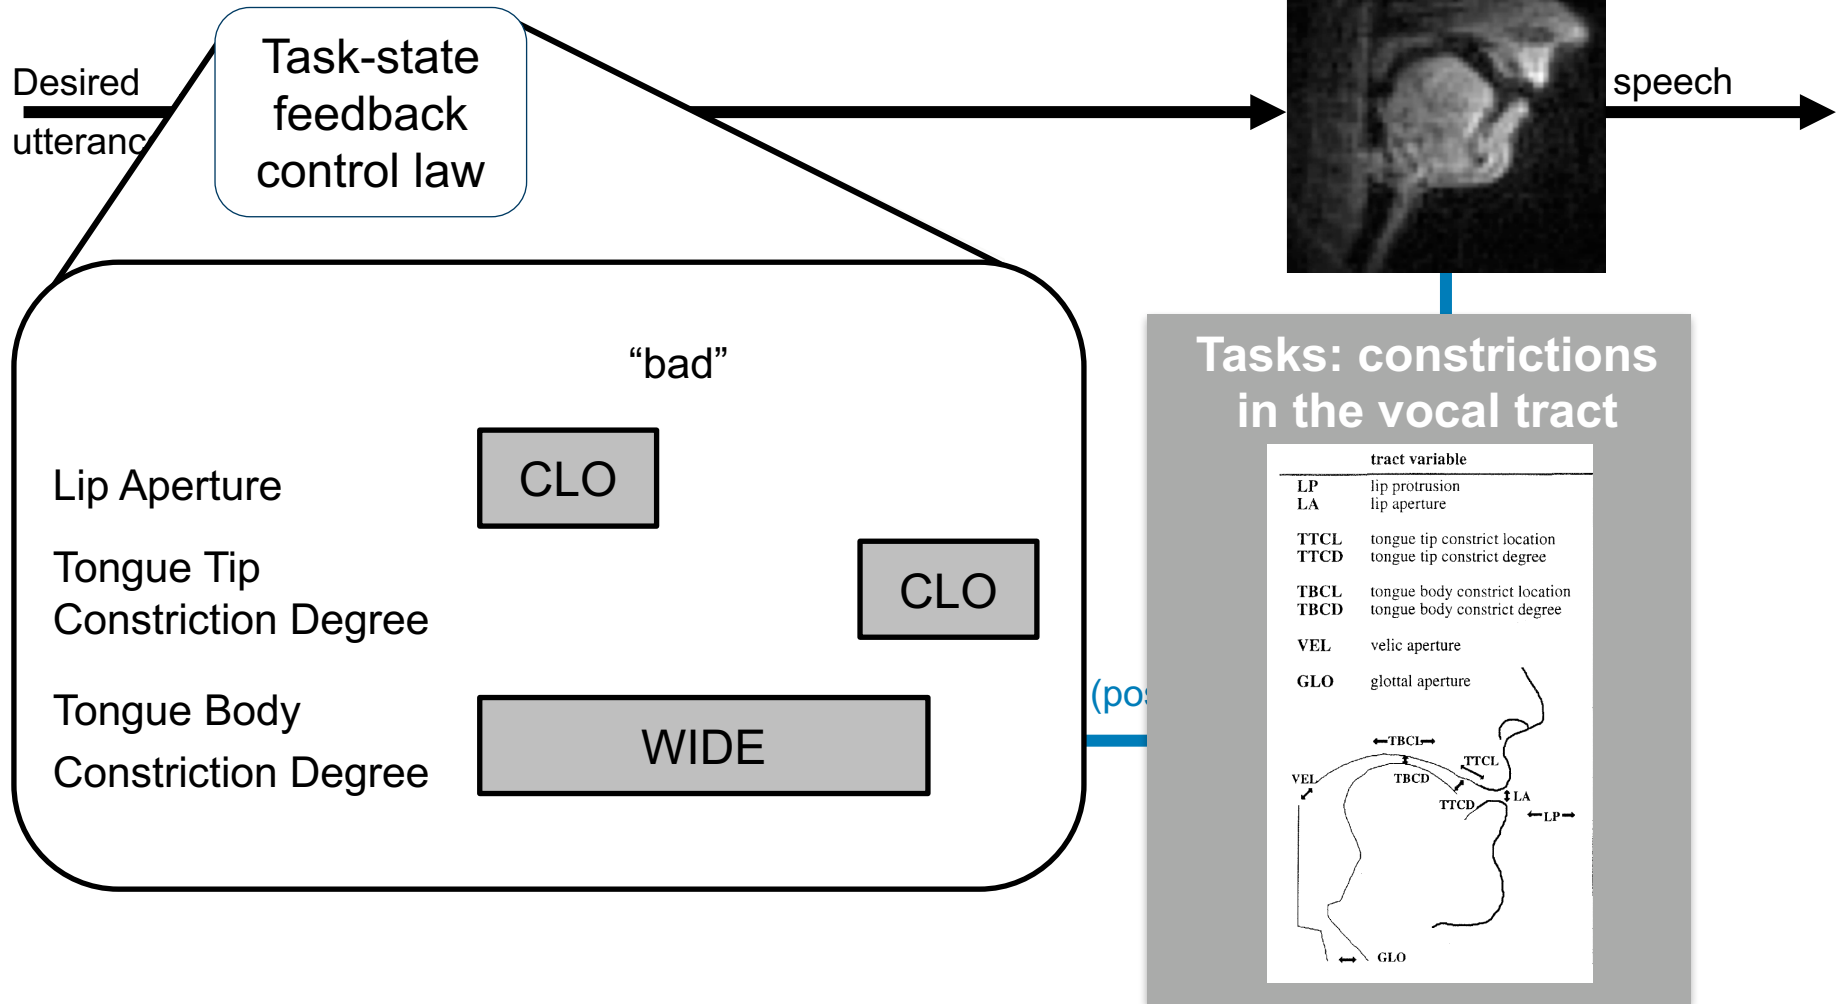 Desired
utteranc
Task-state
feedback
control law
speech
“bad”
Lip Aperture
CLO
Tongue Tip
Constriction Degree
CLO
Tongue Body
Constriction Degree
WIDE
(pos
Tasks: constrictions
in the vocal tract
tract variable
LP lip protrusion
LA lip aperture
TTCL tongue tip constrict location
TTCD tongue tip constrict degree
TBCL tongue body constrict location
TBCD tongue body constrict degree
VEL velic aperture
GLO glottal aperture
TBCL
TTCL
VEL
TBCD
TTCD
LA
LP
GLO